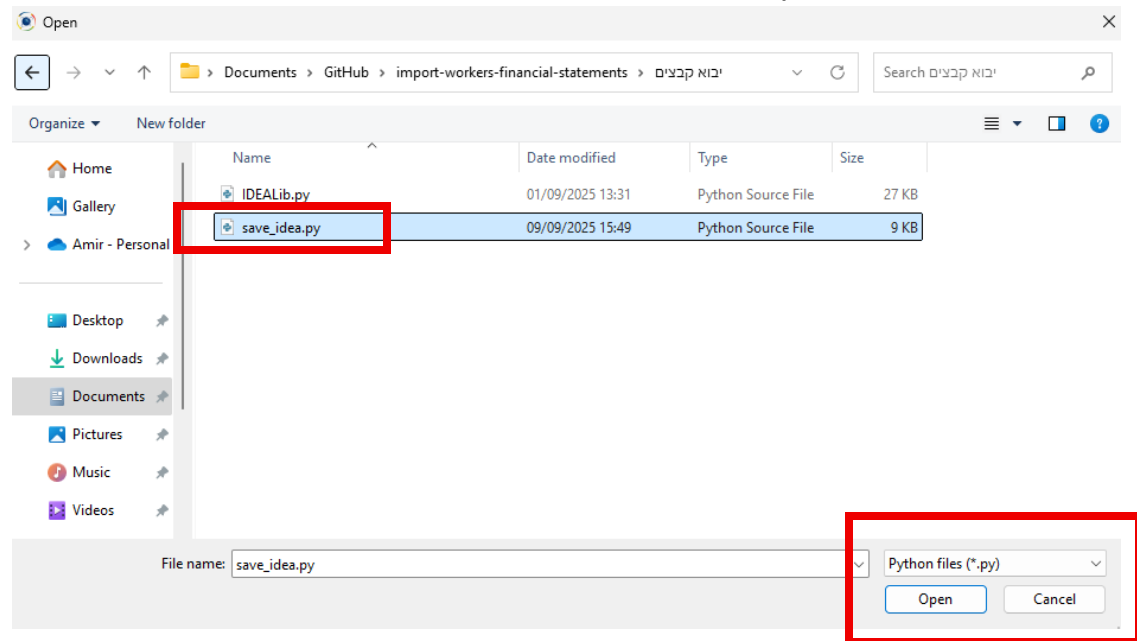 Open
Documents > GitHub > import-workers-financial-statements > יבוא קבצים
Search יבוא קבצים
Organize New folder
Name Date modified Type Size
Home
Gallery
Amir - Personal
Desktop
Downloads
Documents
Pictures
Music
Videos
IDEALib.py 01/09/2025 13:31 Python Source File 27 KB
save_idea.py 09/09/2025 15:49 Python Source File 9 KB
File name: save_idea.py
Python files (*.py)
Open Cancel